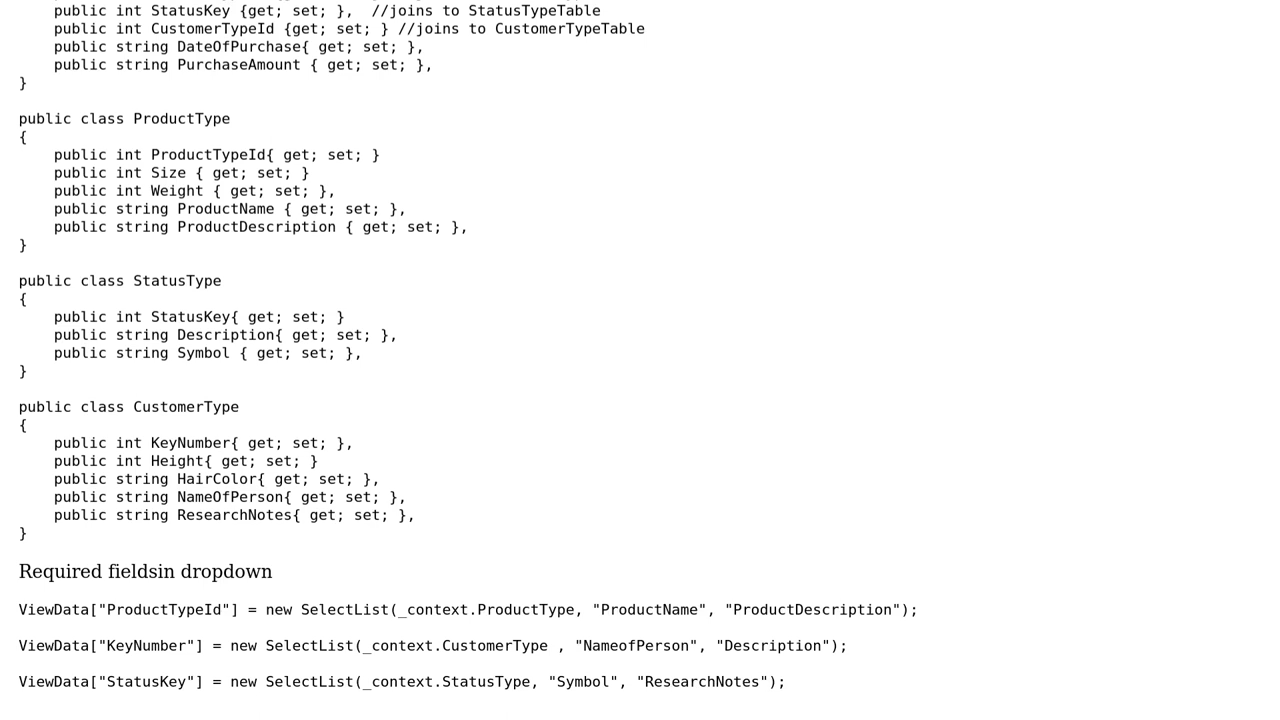 public int StatusKey {get; set; },  //joins to StatusTypeTable
    public int CustomerTypeId {get; set; } //joins to CustomerTypeTable
    public string DateOfPurchase{ get; set; },
    public string PurchaseAmount { get; set; },
}
public class ProductType
{
    public int ProductTypeId{ get; set; }
    public int Size { get; set; }
    public int Weight { get; set; },
    public string ProductName { get; set; },
    public string ProductDescription { get; set; },
}
public class StatusType
{
    public int StatusKey{ get; set; }
    public string Description{ get; set; },
    public string Symbol { get; set; },
}
public class CustomerType
{
    public int KeyNumber{ get; set; },
    public int Height{ get; set; }
    public string HairColor{ get; set; },
    public string NameOfPerson{ get; set; },
    public string ResearchNotes{ get; set; },
}
Required fieldsin dropdown
ViewData["ProductTypeId"] = new SelectList(_context.ProductType, "ProductName", "ProductDescription");
ViewData["KeyNumber"] = new SelectList(_context.CustomerType , "NameofPerson", "Description");
ViewData["StatusKey"] = new SelectList(_context.StatusType, "Symbol", "ResearchNotes");